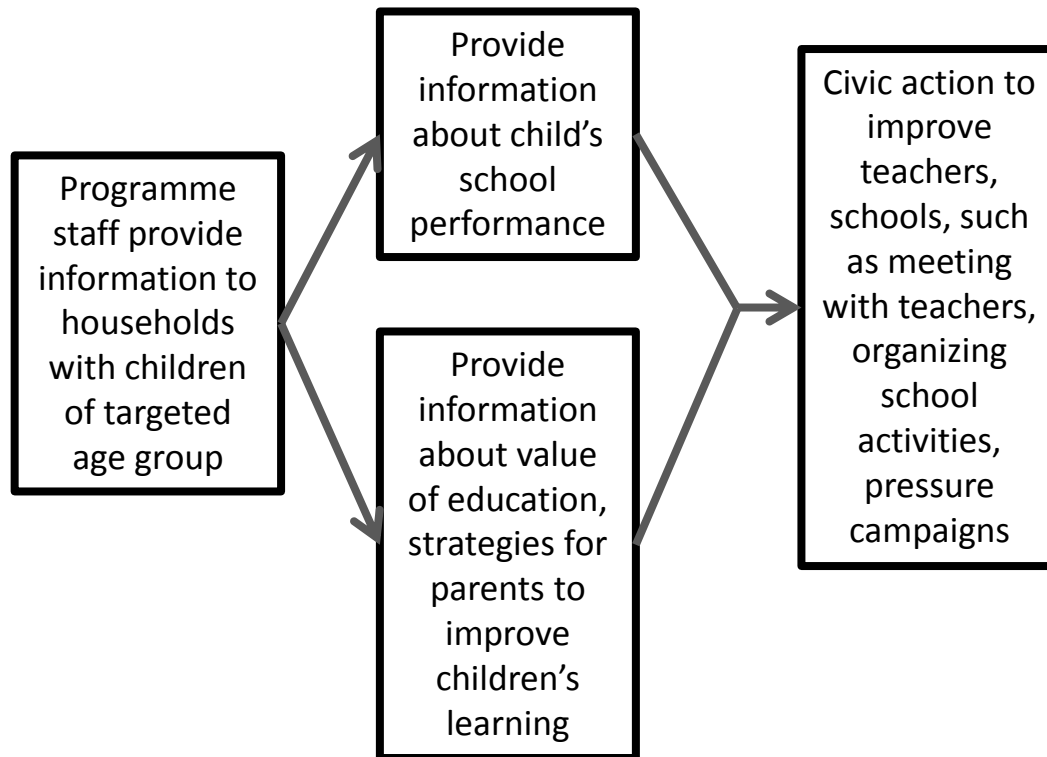 Programme
staff provide
information to
households
with children
of targeted
age group
Provide
information
about child’s
school
performance
Provide
information
about value
of education,
strategies for
parents to
improve
children’s
learning
Civic action to
improve
teachers,
schools, such
as meeting
with teachers,
organizing
school
activities,
pressure
campaigns